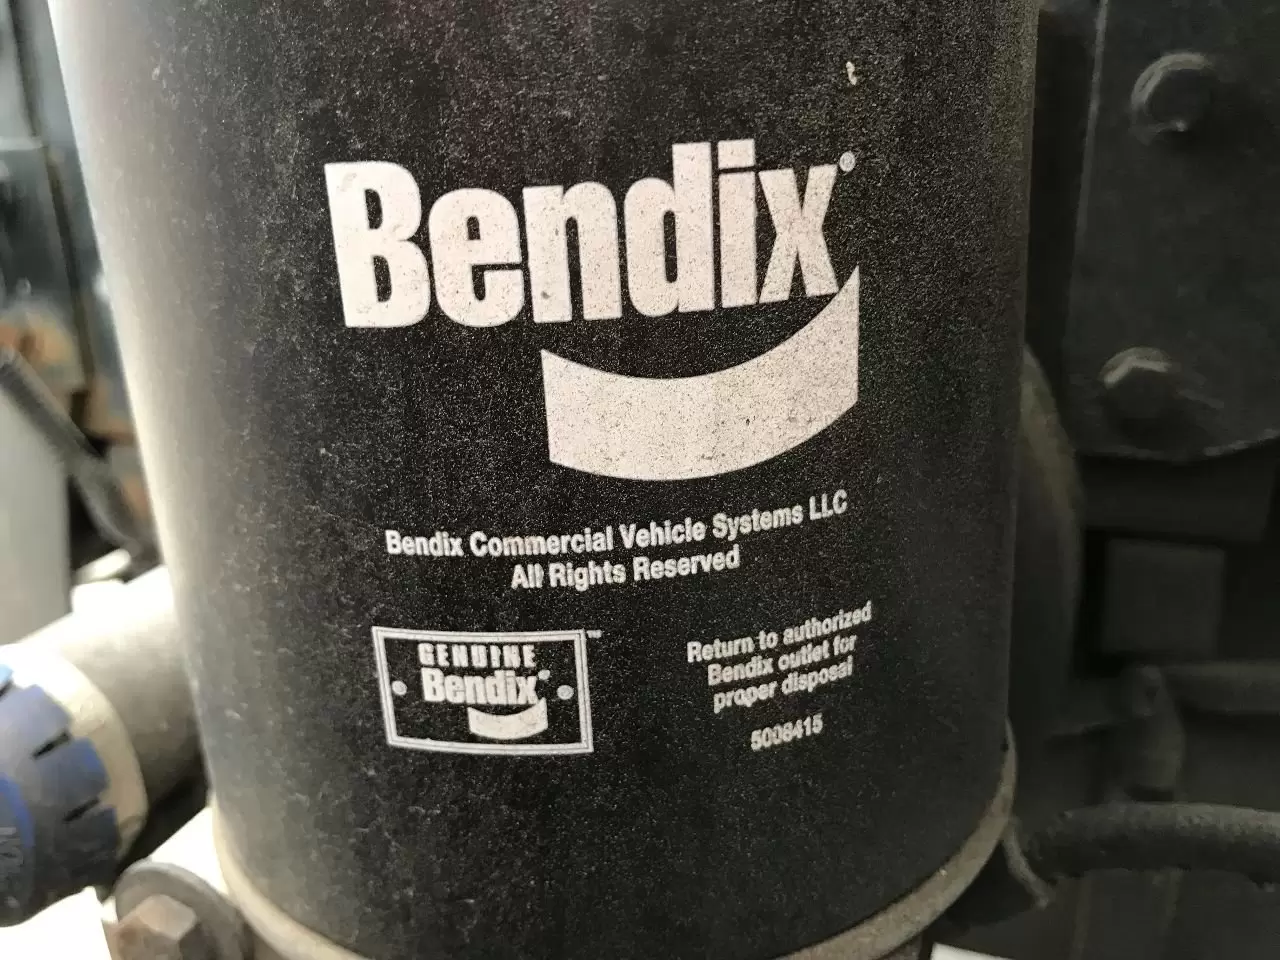 Bendix®
Bendix Commercial Vehicle Systems LLC
All Rights Reserved
GENUINE
Bendix
™
Return to authorized
Bendix outlet for
proper disposal
5008415